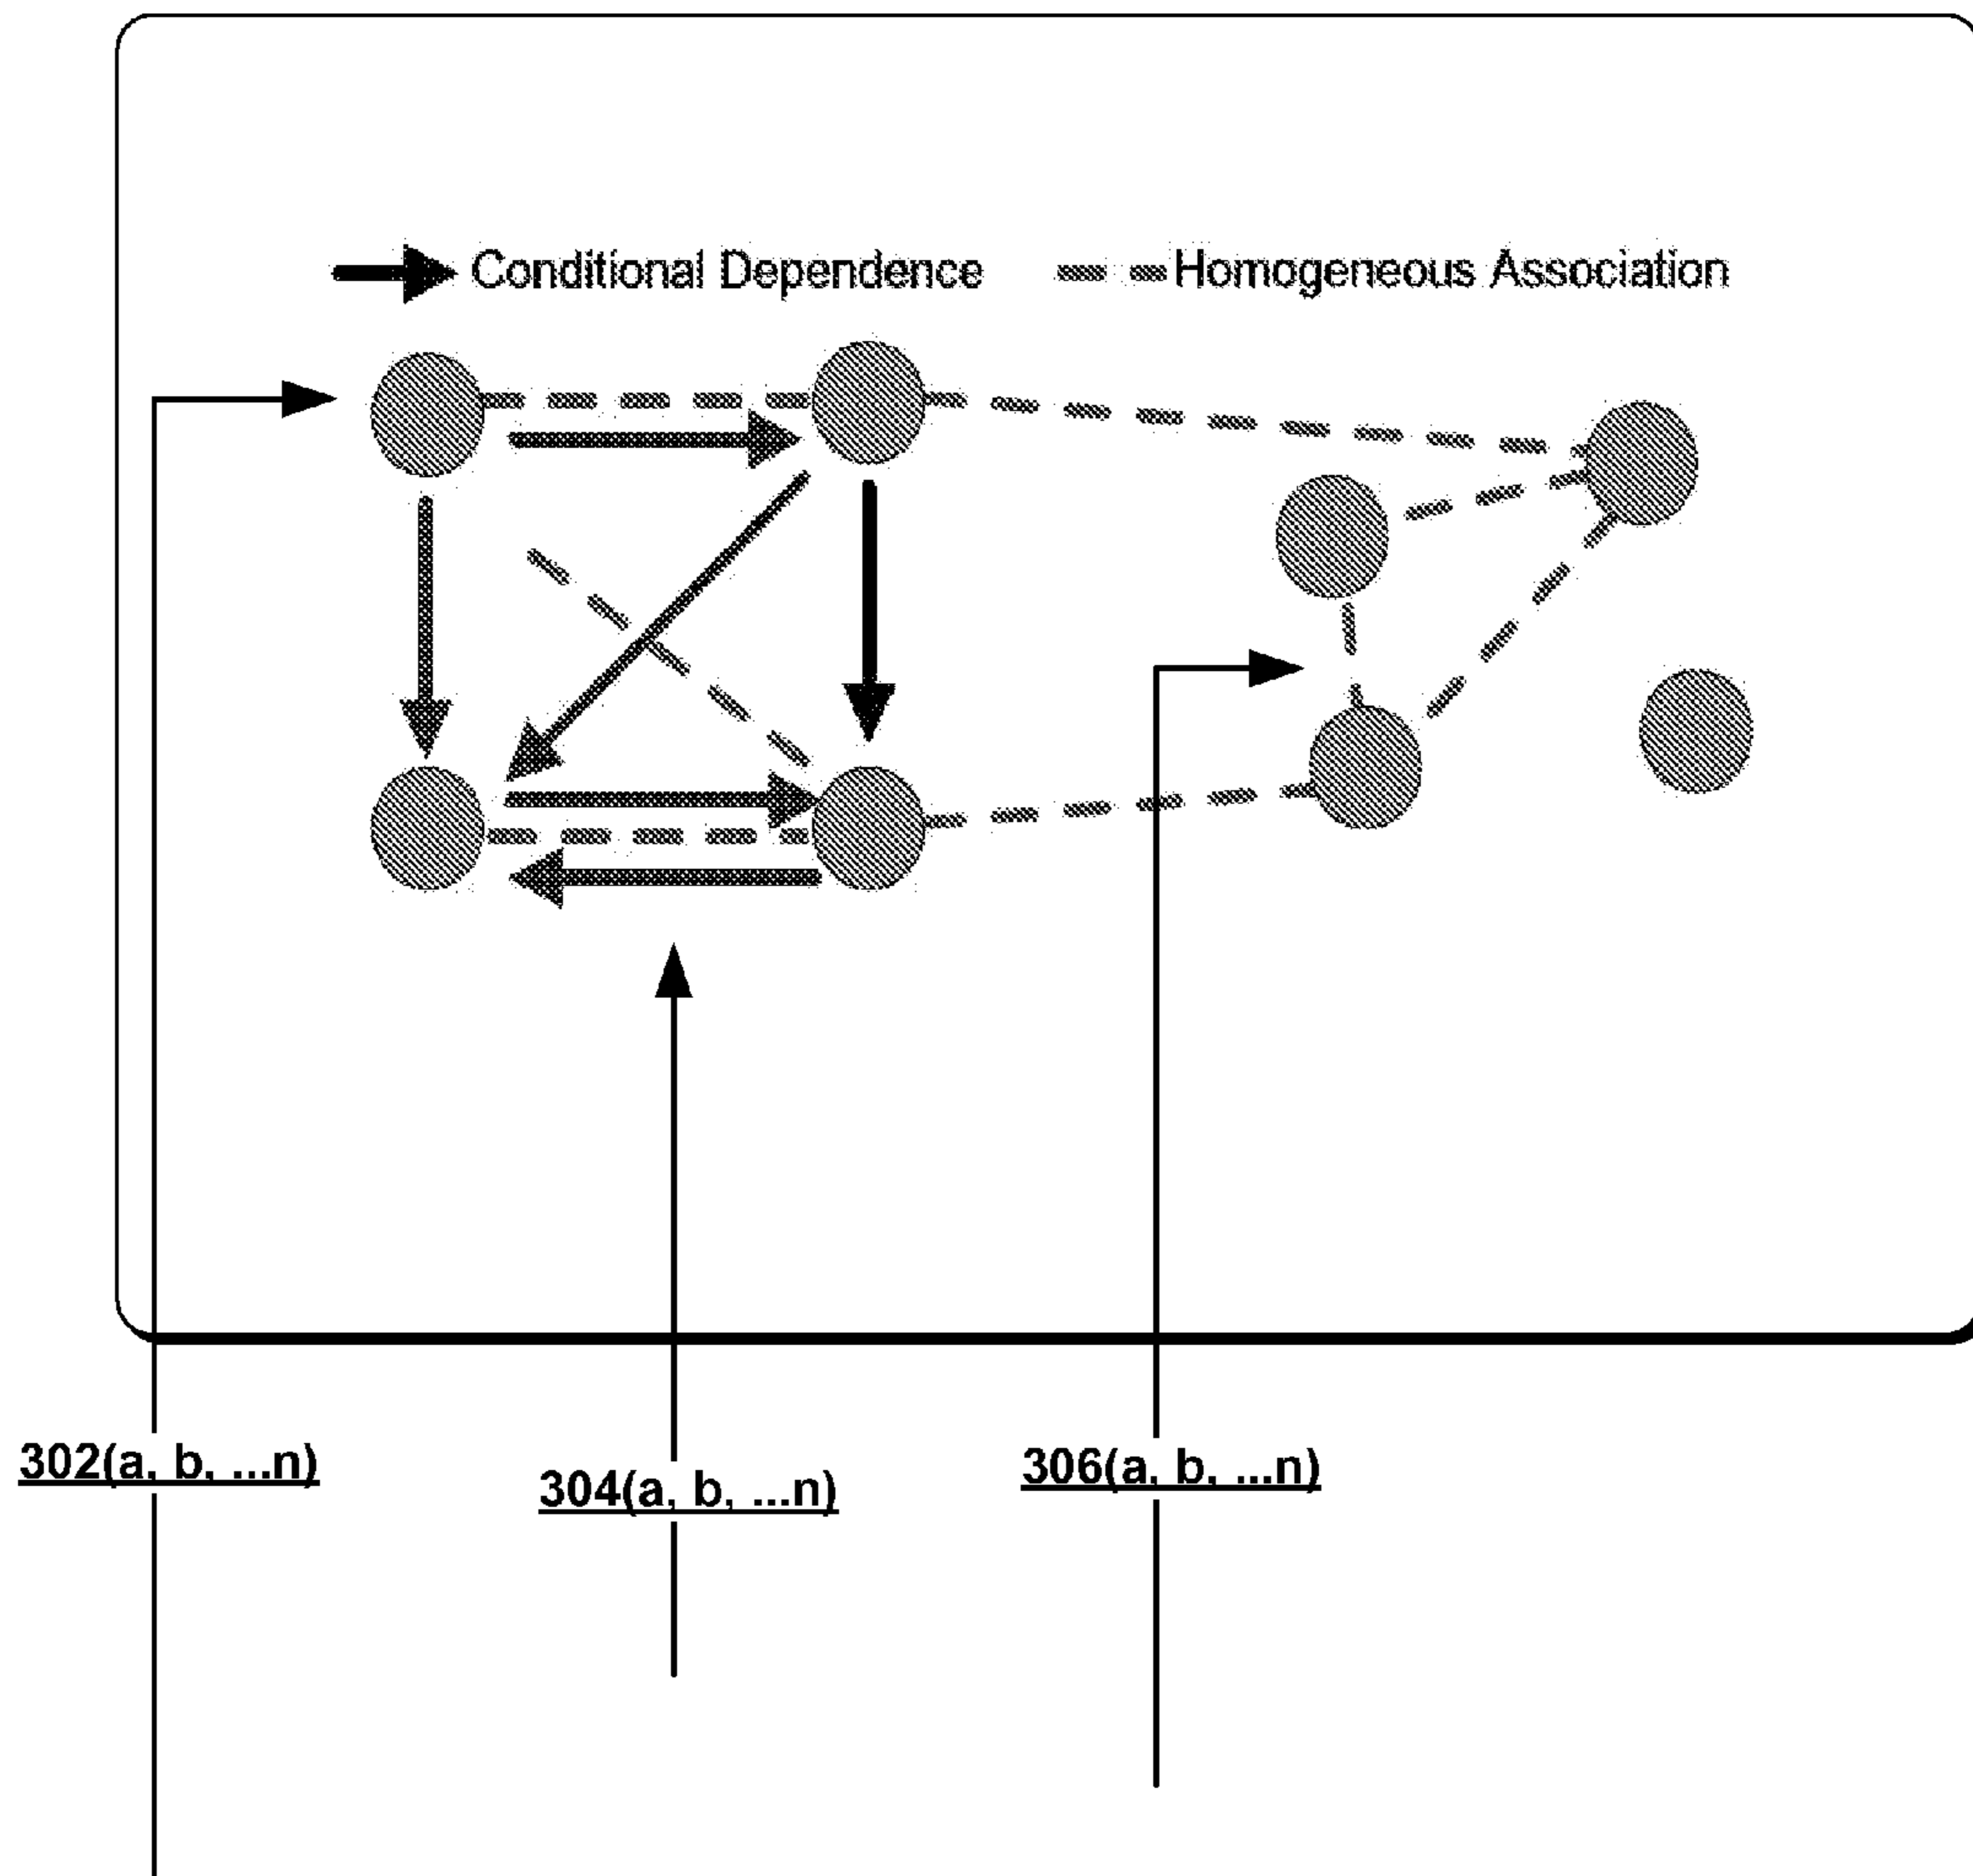 Conditional Dependence
Homogeneous Association
302(a, b, ...n)
304(a, b, ...n)
306(a, b, ...n)